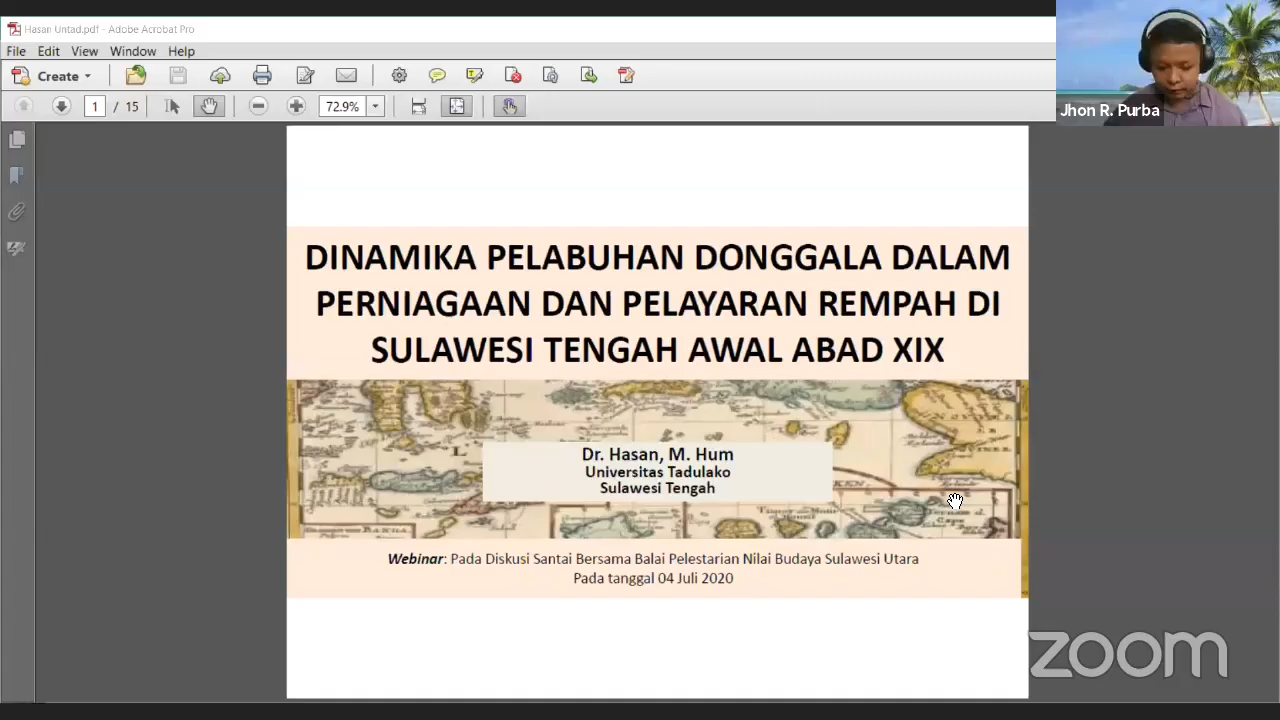 Hasan Untad.pdf - Adobe Acrobat Pro
File Edit View Window Help
Create
1 / 15
72.9%
Jhon R. Purba
DINAMIKA PELABUHAN DONGGALA DALAM
PERNIAGAAN DAN PELAYARAN REMPAH DI
SULAWESI TENGAH AWAL ABAD XIX
Dr. Hasan, M. Hum
Universitas Tadulako
Sulawesi Tengah
Webinar: Pada Diskusi Santai Bersama Balai Pelestarian Nilai Budaya Sulawesi Utara
Pada tanggal 04 Juli 2020
zoom